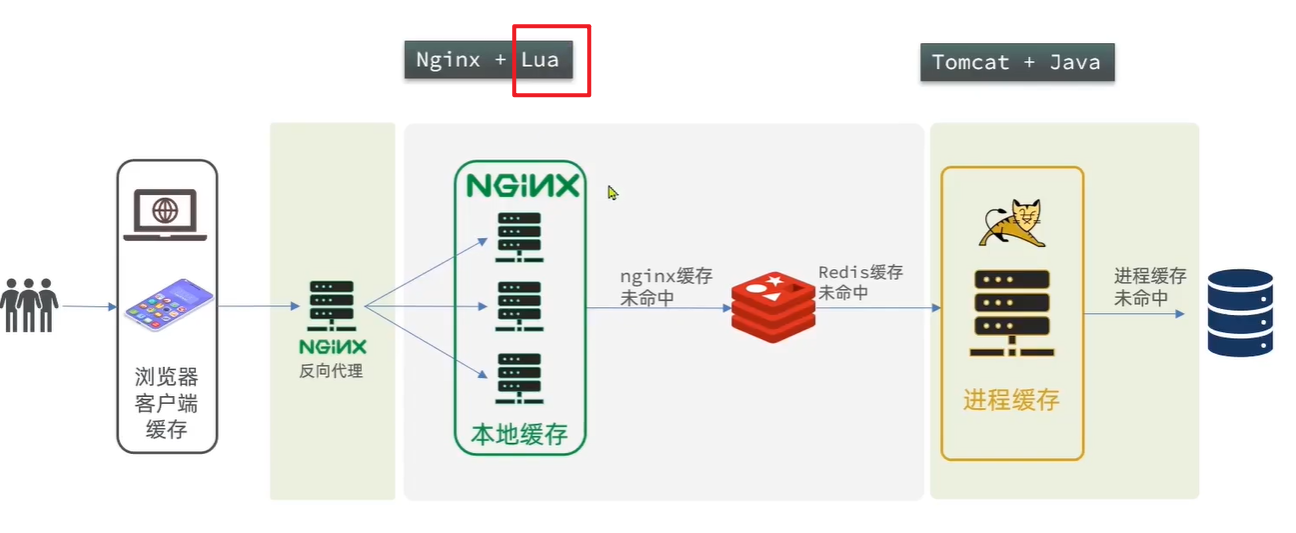 Nginx + Lua
Tomcat + Java
浏览器
客户端
缓存
NGINX
反向代理
NGINX
本地缓存
nginx缓存
未命中
Redis缓存
未命中
进程缓存
进程缓存
未命中